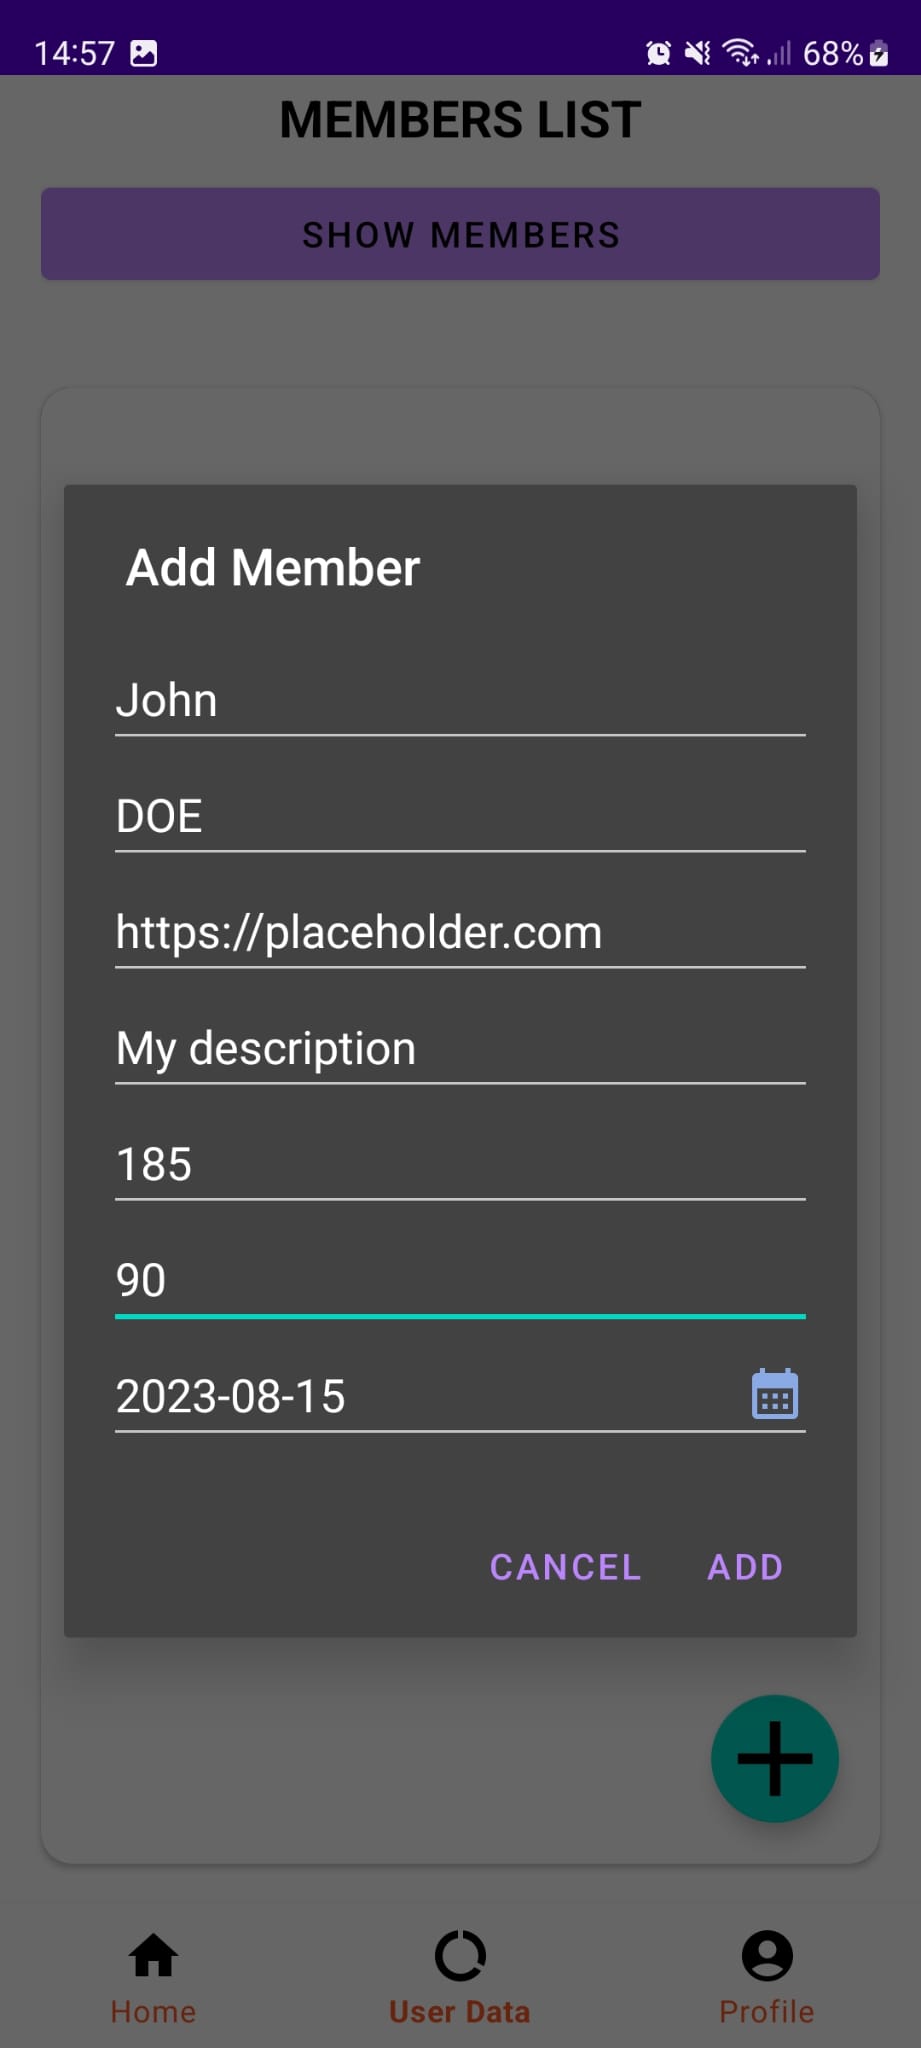 14:57 68%
MEMBERS LIST
SHOW MEMBERS
Add Member
John
DOE
https://placeholder.com
My description
185
90
2023-08-15
CANCEL ADD
Home User Data Profile